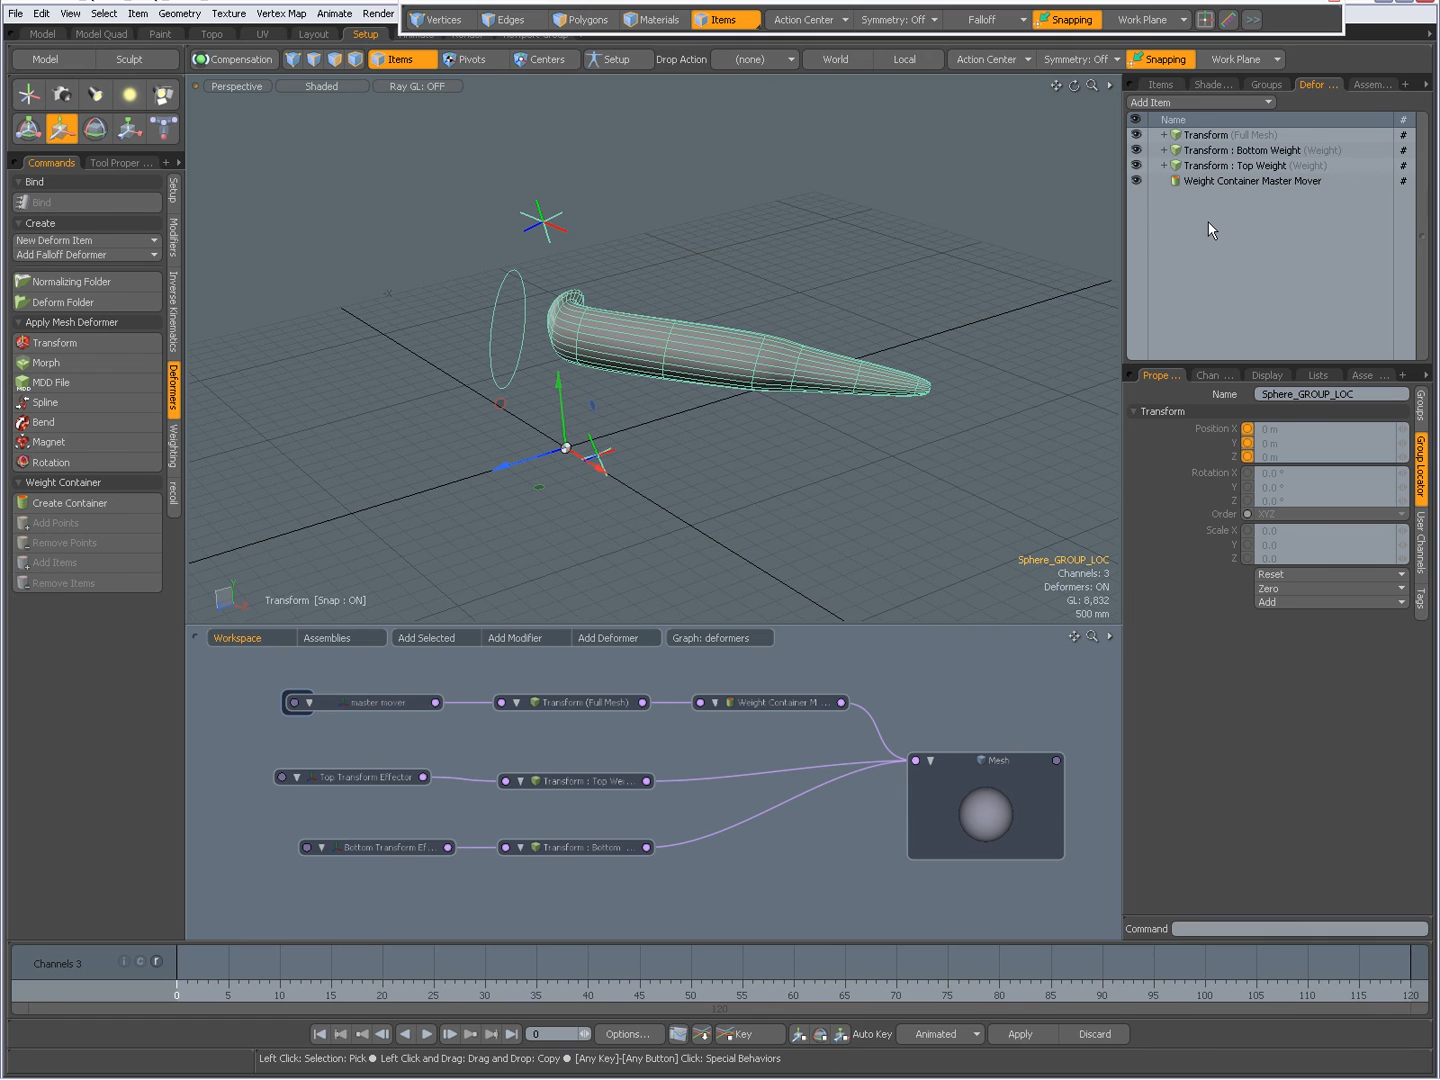 File Edit View Select Item Geometry Texture Vertex Map Animate Render
Vertices Edges Polygons Materials Items Action Center Symmetry: Off Falloff Snapping Work Plane >>
Model Model Quad Paint Topo UV Layout Setup
Model Sculpt Compensation Items Pivots Centers Setup Drop Action (none) World Local Action Center Symmetry: Off Snapping Work Plane
Perspective Shaded Ray GL: OFF
Items Shade ... Groups Defor ... Assem...
Add Item
Name #
Transform (Full Mesh) #
Transform : Bottom Weight (Weight) #
Transform : Top Weight (Weight) #
Weight Container Master Mover #
Commands Tool Proper ...
Bind
Bind
Create
New Deform Item
Add Falloff Deformer
Normalizing Folder
Deform Folder
Apply Mesh Deformer
Transform
Morph
MDD File
Spline
Bend
Magnet
Rotation
Weight Container
Create Container
Add Points
Remove Points
Add Items
Remove Items
Setup
Modifiers
Inverse Kinematics
Deformers
Weighting
recoil
Sphere_GROUP_LOC
Channels: 3
Deformers: ON
GL: 8,832
500 mm
Transform [Snap : ON]
Prope ... Chan ... Display Lists Asse ...
Name Sphere_GROUP_LOC
Transform
Position X 0 m
Y 0 m
Z 0 m
Rotation X 0.0 °
Y 0.0 °
Z 0.0 °
Order XYZ
Scale X 0.0
Y 0.0
Z 0.0
Reset
Zero
Add
Groups
Group Locator
User Channels
Tags
Workspace Assemblies Add Selected Add Modifier Add Deformer Graph: deformers
master mover Transform (Full Mesh) Weight Container M ...
Top Transform Effector Transform : Top Wei...
Mesh
Bottom Transform Ef... Transform : Bottom ...
Command
Channels 3 i c r
0 5 10 15 20 25 30 35 40 45 50 55 60 65 70 75 80 85 90 95 100 105 110 115 120
120
0 Options... Key Auto Key Animated Apply Discard
Left Click: Selection: Pick ● Left Click and Drag: Drag and Drop: Copy ● [Any Key]-[Any Button] Click: Special Behaviors